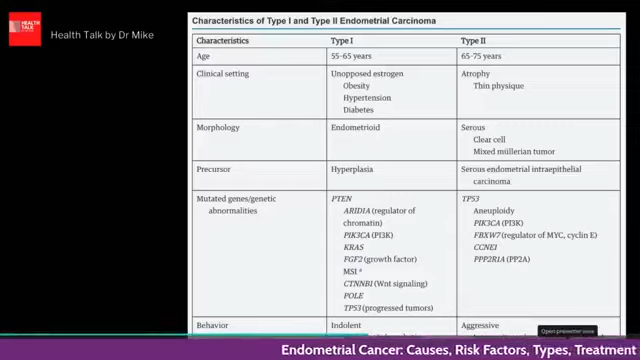 HEALTH TALK
Health Talk by Dr Mike
Characteristics of Type I and Type II Endometrial Carcinoma
Characteristics Type I Type II
Age 55-65 years 65-75 years
Clinical setting Unopposed estrogen Atrophy
Obesity Thin physique
Hypertension
Diabetes
Morphology Endometrioid Serous
Clear cell
Mixed müllerian tumor
Precursor Hyperplasia Serous endometrial intraepithelial
carcinoma
Mutated genes/genetic PTEN TP53
abnormalities ARID1A (regulator of Aneuploidy
chromatin) PIK3CA (PI3K)
PIK3CA (PI3K) FBXW7 (regulator of MYC, cyclin E)
KRAS CCNE1
FGF2 (growth factor) PPP2R1A (PP2A)
MSI a
CTNNB1 (Wnt signaling)
POLE
TP53 (progressed tumors)
Behavior Indolent Aggressive
Open presenter view
Endometrial Cancer: Causes, Risk Factors, Types, Treatment